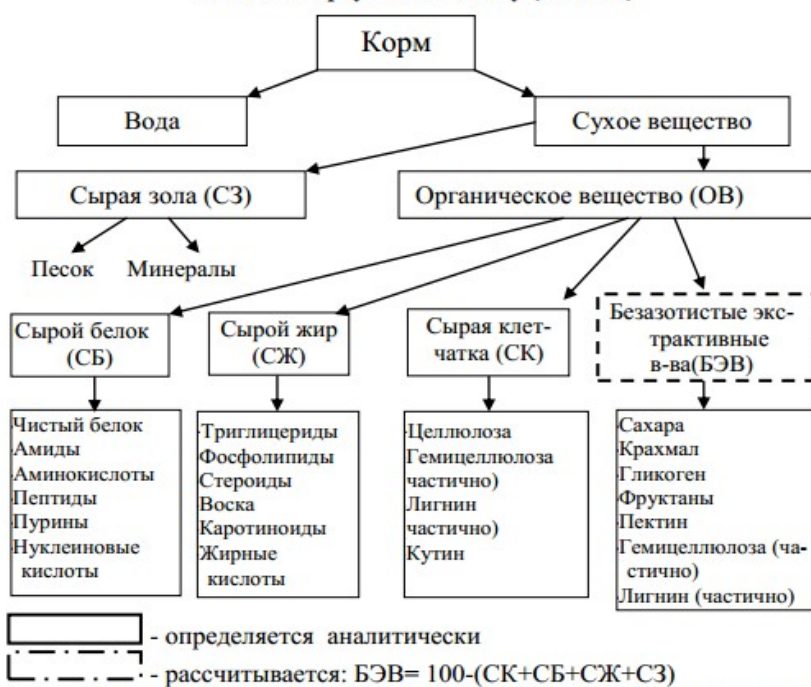 Корм
Вода
Сухое вещество
Сырая зола (СЗ)
Органическое вещество (ОВ)
Песок
Минералы
Сырой белок
(СБ)
Сырой жир
(СЖ)
Сырая клет-
чатка (СК)
Безазотистые экс-
трактивные
в-ва(БЭВ)
Чистый белок
Амиды
Аминокислоты
Пептиды
Пурины
Нуклеиновые
кислоты
Триглицериды
Фосфолипиды
Стероиды
Воска
Каротиноиды
Жирные
кислоты
Целлюлоза
Гемицеллюлоза
частично)
Лигнин
частично)
Кутин
Сахара
Крахмал
Гликоген
Фруктаны
Пектин
Гемицеллюлоза (ча-
стично)
Лигнин (частично)
- определяется аналитически
- рассчитывается: БЭВ= 100-(СК+СБ+СЖ+СЗ)